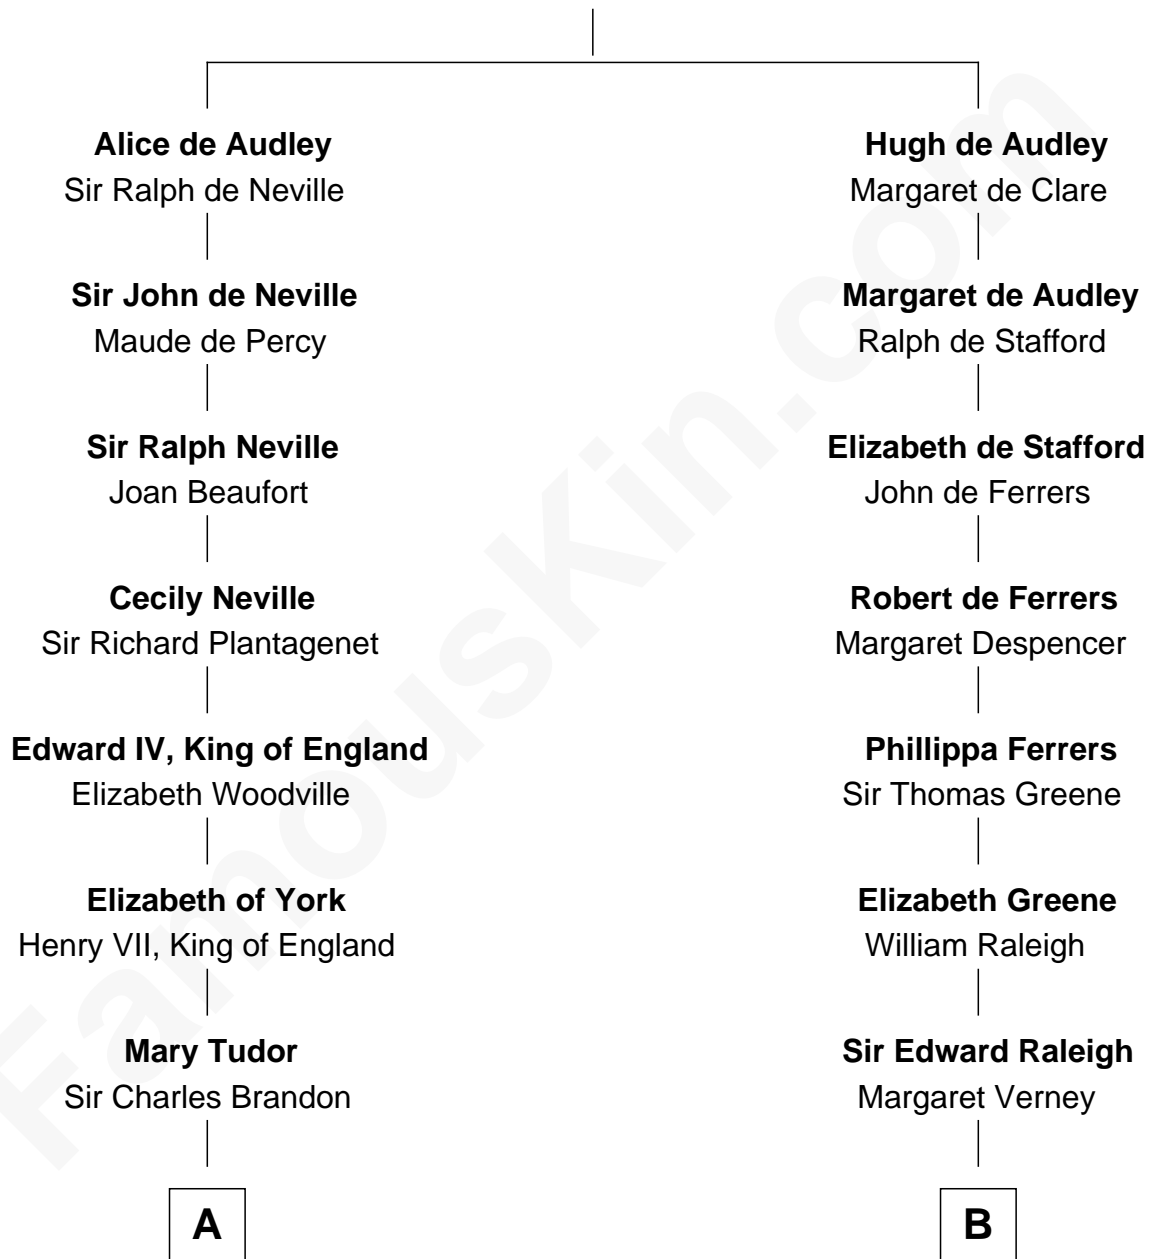 Alice de Audley
Sir Ralph de Neville
Sir John de Neville
Maude de Percy
Sir Ralph Neville
Joan Beaufort
Cecily Neville
Sir Richard Plantagenet
Edward IV, King of England
Elizabeth Woodville
Elizabeth of York
Henry VII, King of England
Mary Tudor
Sir Charles Brandon
A
Hugh de Audley
Margaret de Clare
Margaret de Audley
Ralph de Stafford
Elizabeth de Stafford
John de Ferrers
Robert de Ferrers
Margaret Despencer
Phillippa Ferrers
Sir Thomas Greene
Elizabeth Greene
William Raleigh
Sir Edward Raleigh
Margaret Verney
B
FamousKin.com